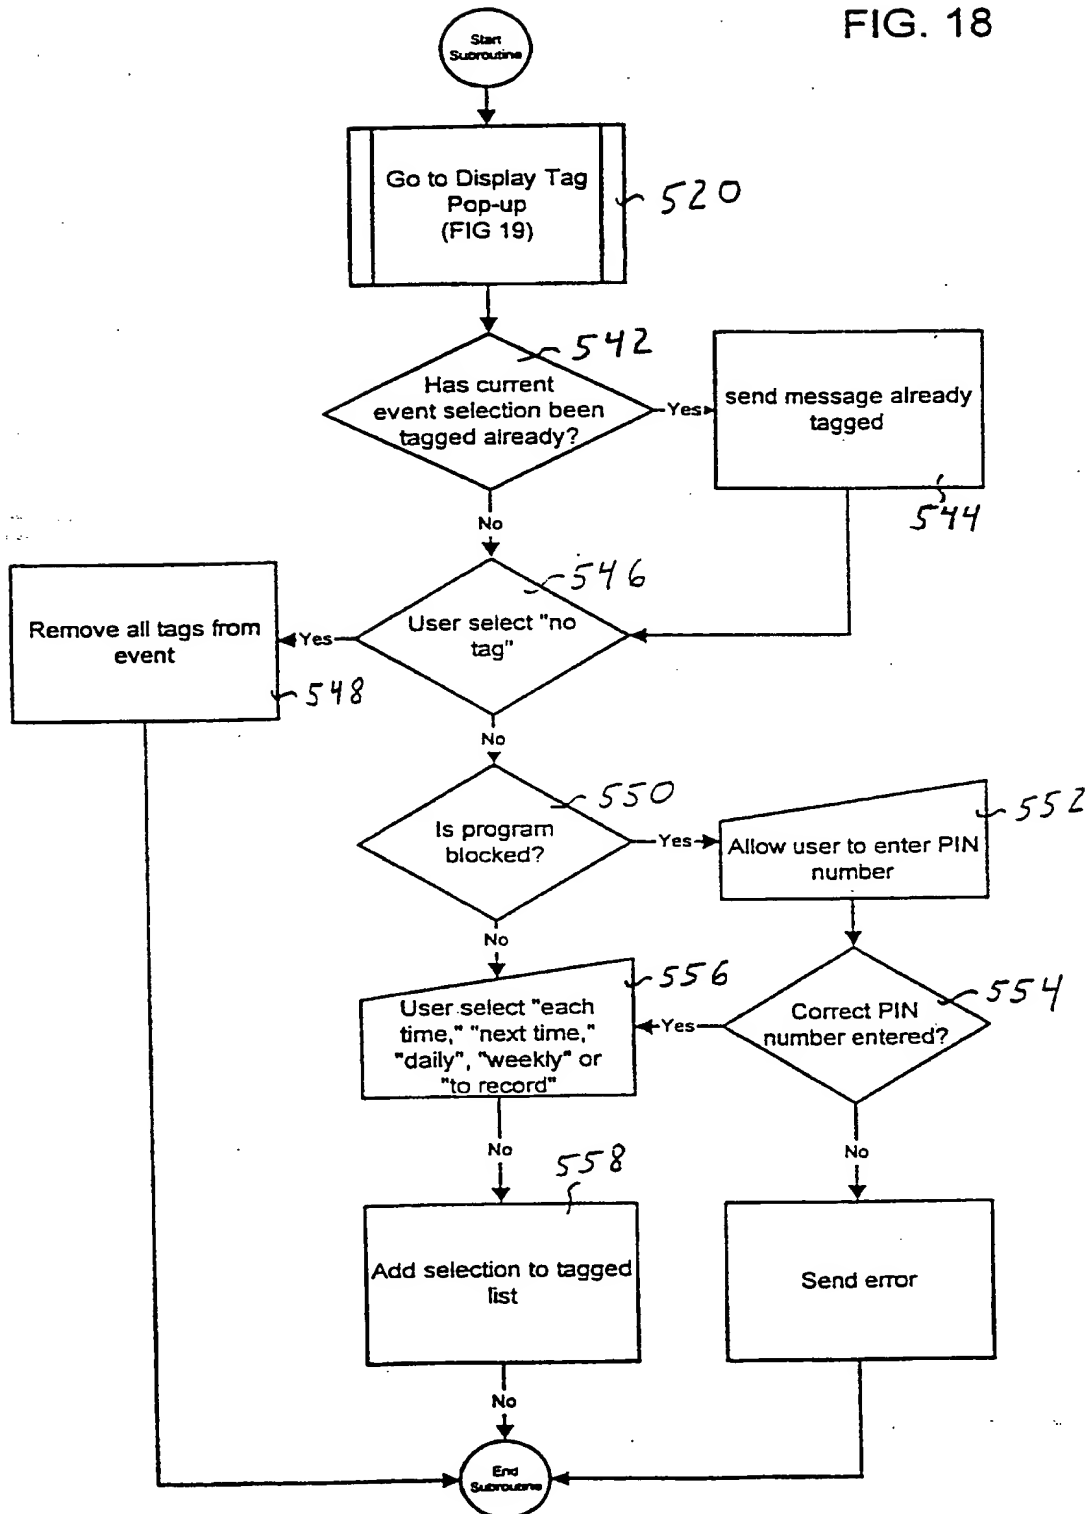 FIG. 18
Start
Subroutine
Go to Display Tag
Pop-up
(FIG 19)
520
542
Has current
event selection been
tagged already?
Yes
send message already
tagged
544
No
546
User select "no
tag"
Yes
Remove all tags from
event
548
No
550
Is program
blocked?
Yes
552
Allow user to enter PIN
number
No
556
User select "each
time," "next time,"
"daily", "weekly" or
"to record"
Yes
554
Correct PIN
number entered?
No
No
558
Add selection to tagged
list
Send error
No
End
Subroutine